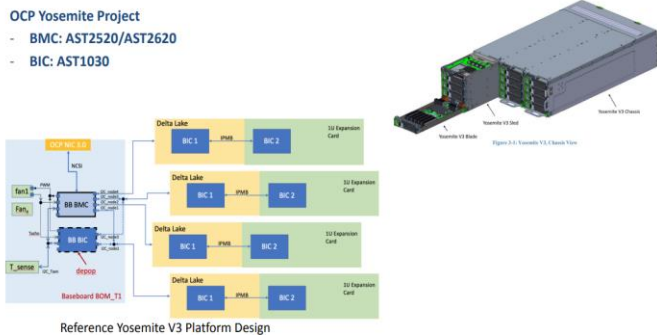 OCP Yosemite Project
- BMC: AST2520/AST2620
- BIC: AST1030
Yosemite V3 Chassis
Yosemite V3 Sled
Yosemite V3 Blade
Figure 2-1: Yosemite V3, Chassis View
OCP NIC 3.0
NCSI
fan1
PWM
Fan
BB BMC
Tacho
BB BIC
T_sense
depop
Baseboard BOM_T1
Delta Lake
1U Expansion
Card
BIC 1
IPMB
BIC 2
Delta Lake
1U Expansion
Card
BIC 1
IPMB
BIC 2
Delta Lake
1U Expansion
Card
BIC 1
IPMB
BIC 2
Delta Lake
1U Expansion
Card
BIC 1
IPMB
BIC 2
Reference Yosemite V3 Platform Design